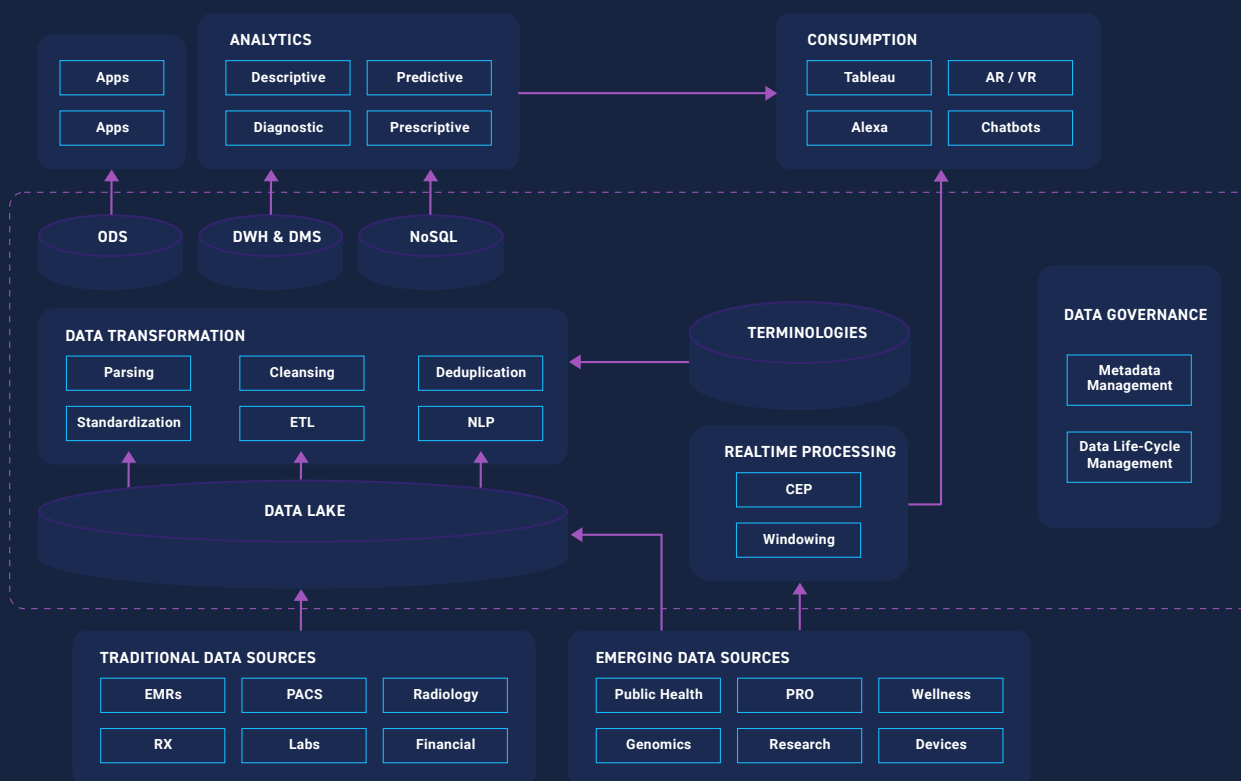 Apps
Apps
ANALYTICS
Descriptive
Predictive
Diagnostic
Prescriptive
CONSUMPTION
Tableau
AR / VR
Alexa
Chatbots
ODS
DWH & DMS
NoSQL
DATA TRANSFORMATION
Parsing
Cleansing
Deduplication
Standardization
ETL
NLP
TERMINOLOGIES
DATA GOVERNANCE
Metadata
Management
Data Life-Cycle
Management
REALTIME PROCESSING
CEP
Windowing
DATA LAKE
TRADITIONAL DATA SOURCES
EMRs
PACS
Radiology
RX
Labs
Financial
EMERGING DATA SOURCES
Public Health
PRO
Wellness
Genomics
Research
Devices